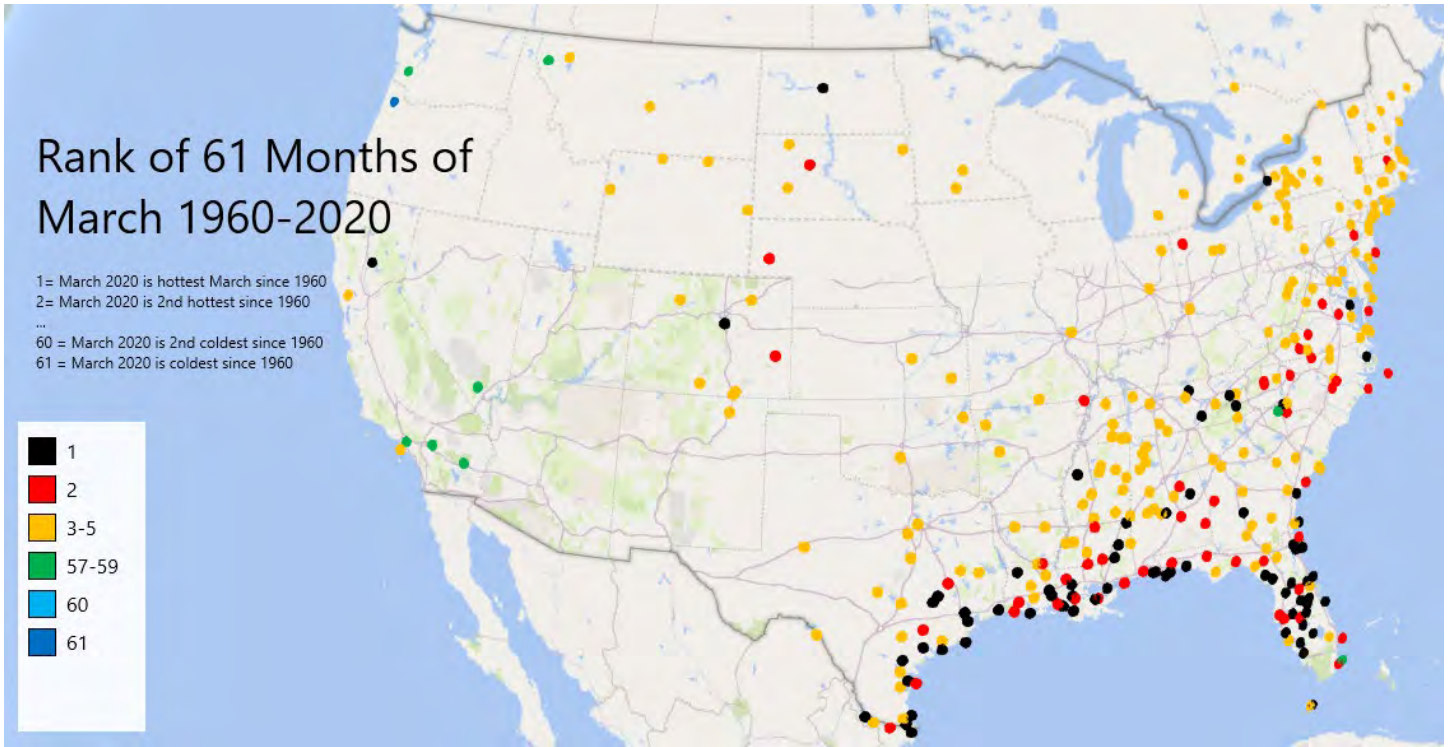 Rank of 61 Months of
March 1960-2020
1= March 2020 is hottest March since 1960
2= March 2020 is 2nd hottest since 1960
...
60 = March 2020 is 2nd coldest since 1960
61 = March 2020 is coldest since 1960
1
2
3-5
57-59
60
61